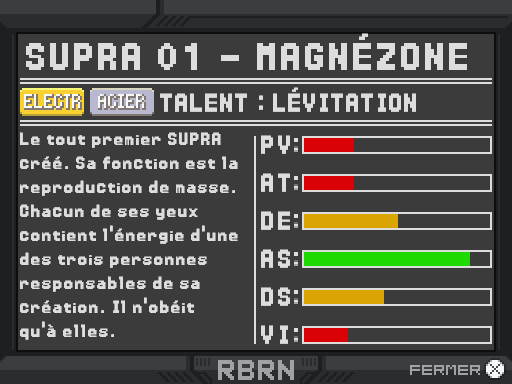 SUPRA 01 - MAGNÉZONE
ELECTR ACIER TALENT : LÉVITATION
Le tout premier SUPRA
créé. Sa fonction est la
reproduction de masse.
Chacun de ses yeux
contient l'énergie d'une
des trois personnes
responsables de sa
création. Il n'obéit
qu'à elles.
PV:
AT:
DE:
AS:
DS:
VI:
RBRN
FERMER